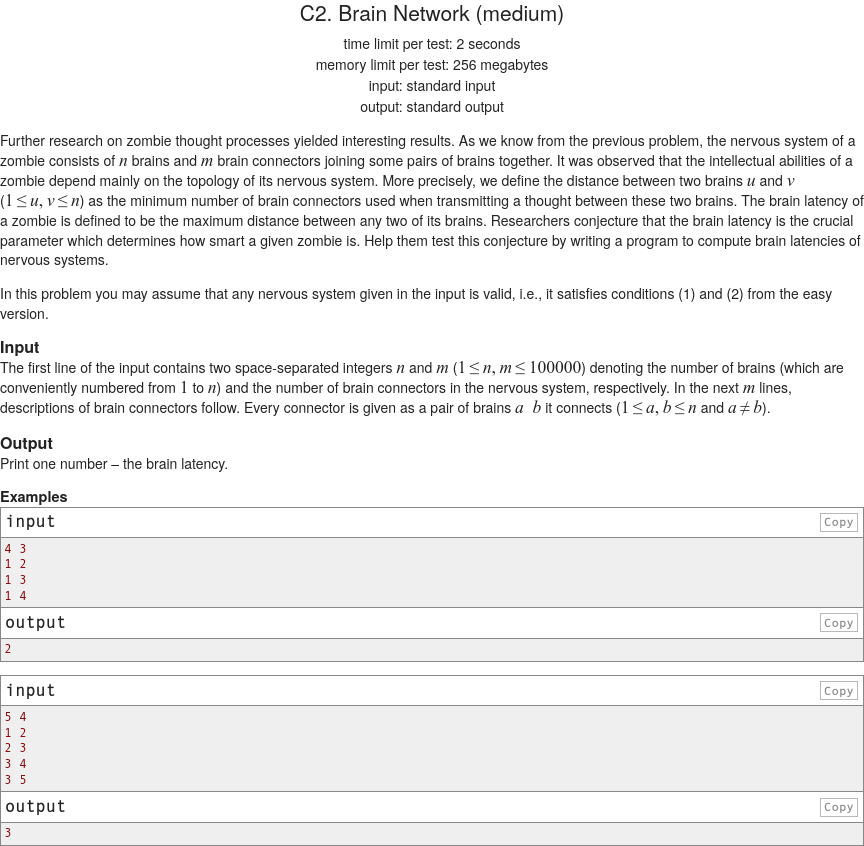 C2. Brain Network (medium)
time limit per test: 2 seconds
memory limit per test: 256 megabytes
input: standard input
output: standard output
Further research on zombie thought processes yielded interesting results. As we know from the previous problem, the nervous system of a
zombie consists of n brains and m brain connectors joining some pairs of brains together. It was observed that the intellectual abilities of a
zombie depend mainly on the topology of its nervous system. More precisely, we define the distance between two brains u and v
(1 ≤ u, v ≤ n) as the minimum number of brain connectors used when transmitting a thought between these two brains. The brain latency of
a zombie is defined to be the maximum distance between any two of its brains. Researchers conjecture that the brain latency is the crucial
parameter which determines how smart a given zombie is. Help them test this conjecture by writing a program to compute brain latencies of
nervous systems.
In this problem you may assume that any nervous system given in the input is valid, i.e., it satisfies conditions (1) and (2) from the easy
version.
Input
The first line of the input contains two space-separated integers n and m (1 ≤ n, m ≤ 100000) denoting the number of brains (which are
conveniently numbered from 1 to n) and the number of brain connectors in the nervous system, respectively. In the next m lines,
descriptions of brain connectors follow. Every connector is given as a pair of brains a b it connects (1 ≤ a, b ≤ n and a ≠ b).
Output
Print one number – the brain latency.
Examples
input Copy
4 3
1 2
1 3
1 4
output Copy
2
input Copy
5 4
1 2
2 3
3 4
3 5
output Copy
3